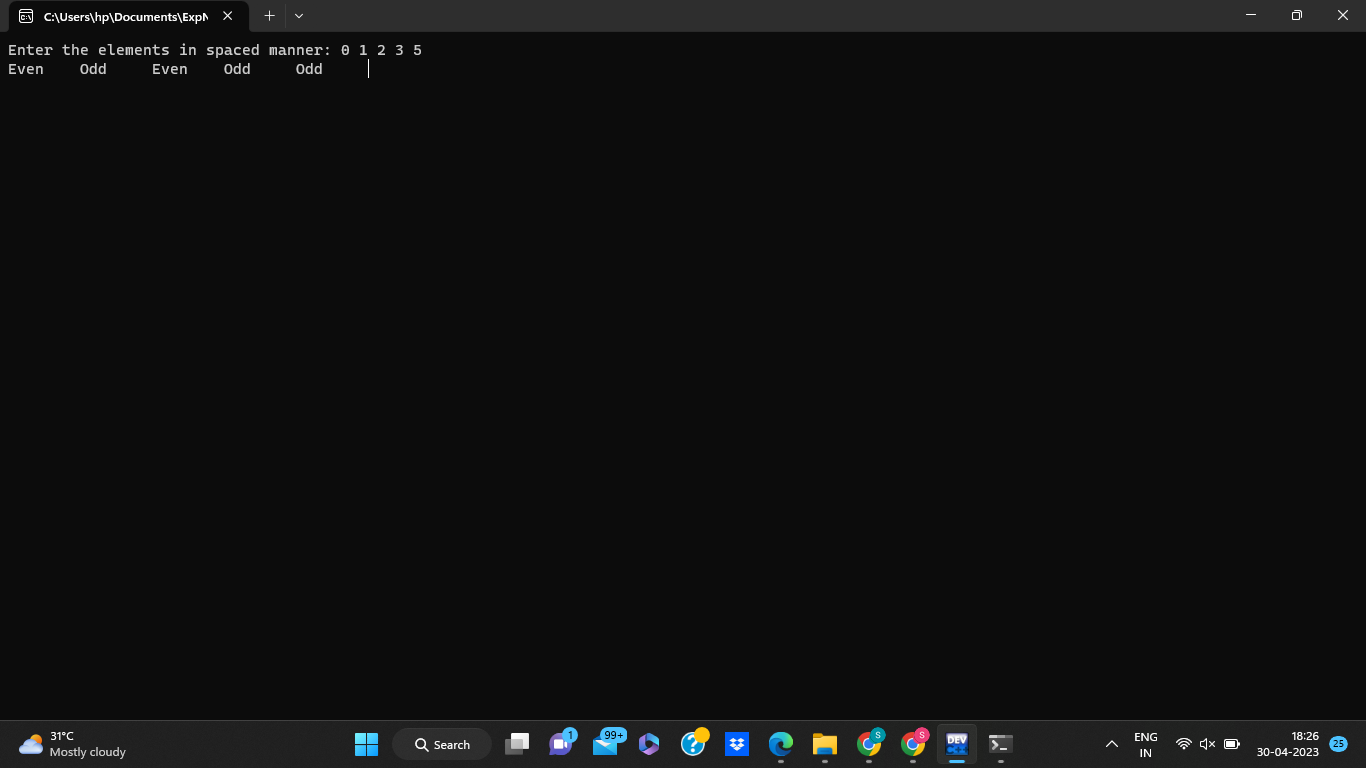 C:\Users\hp\Documents\ExpN
Enter the elements in spaced manner: 0 1 2 3 5
Even Odd Even Odd Odd
31°C
Mostly cloudy
Search
1
99+
S
S
DEV
ENG
IN
18:26
30-04-2023
25